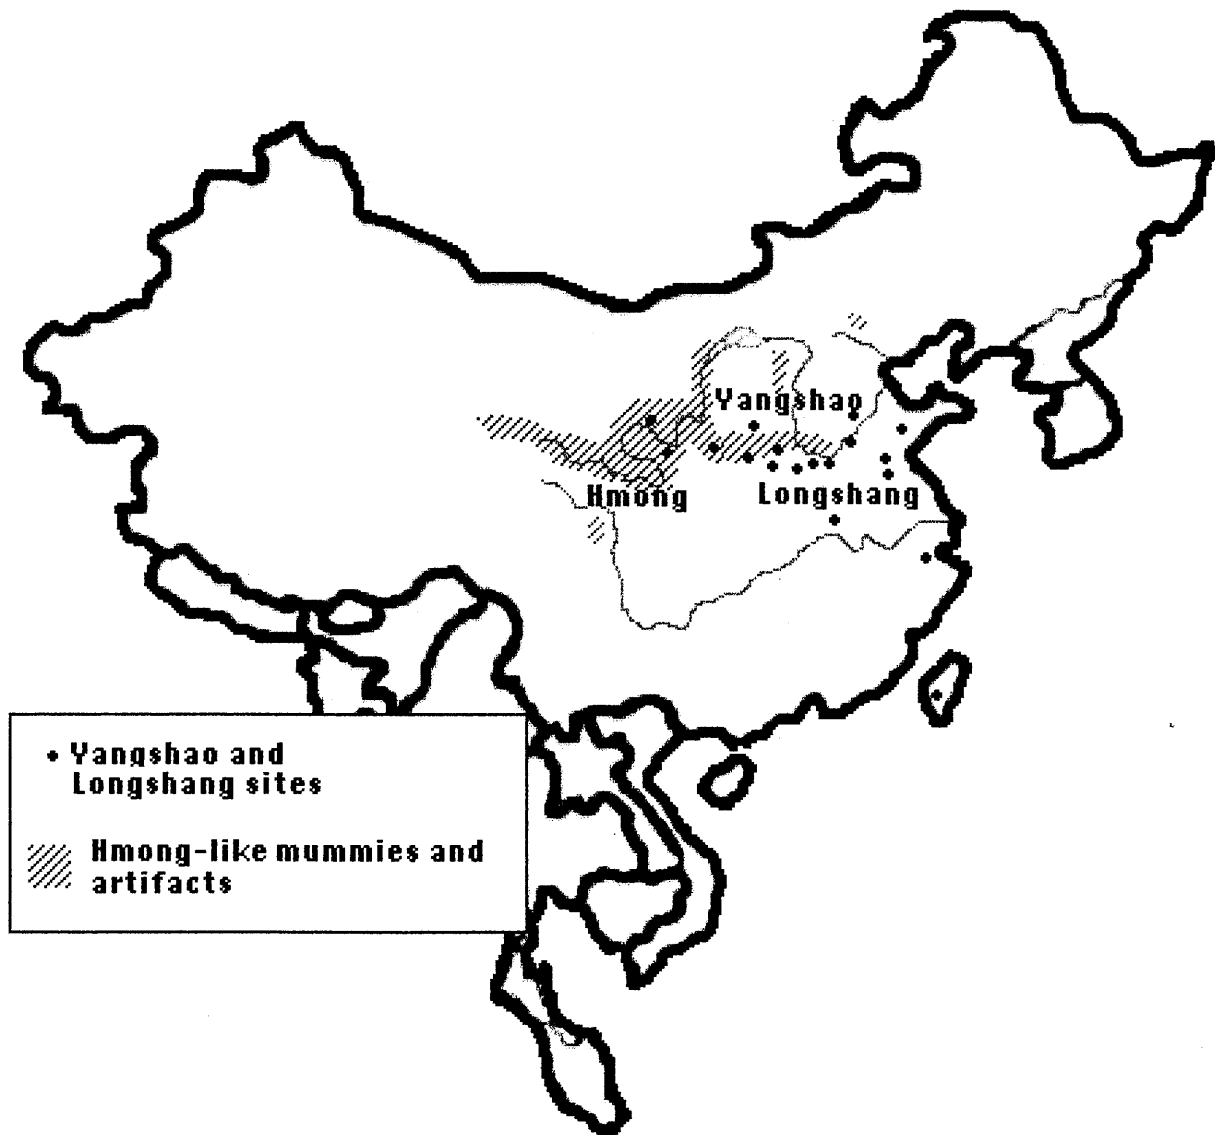 Yangshao
Hmong
Longshang
Yangshao and
Longshang sites
Hmong-like mummies and
artifacts